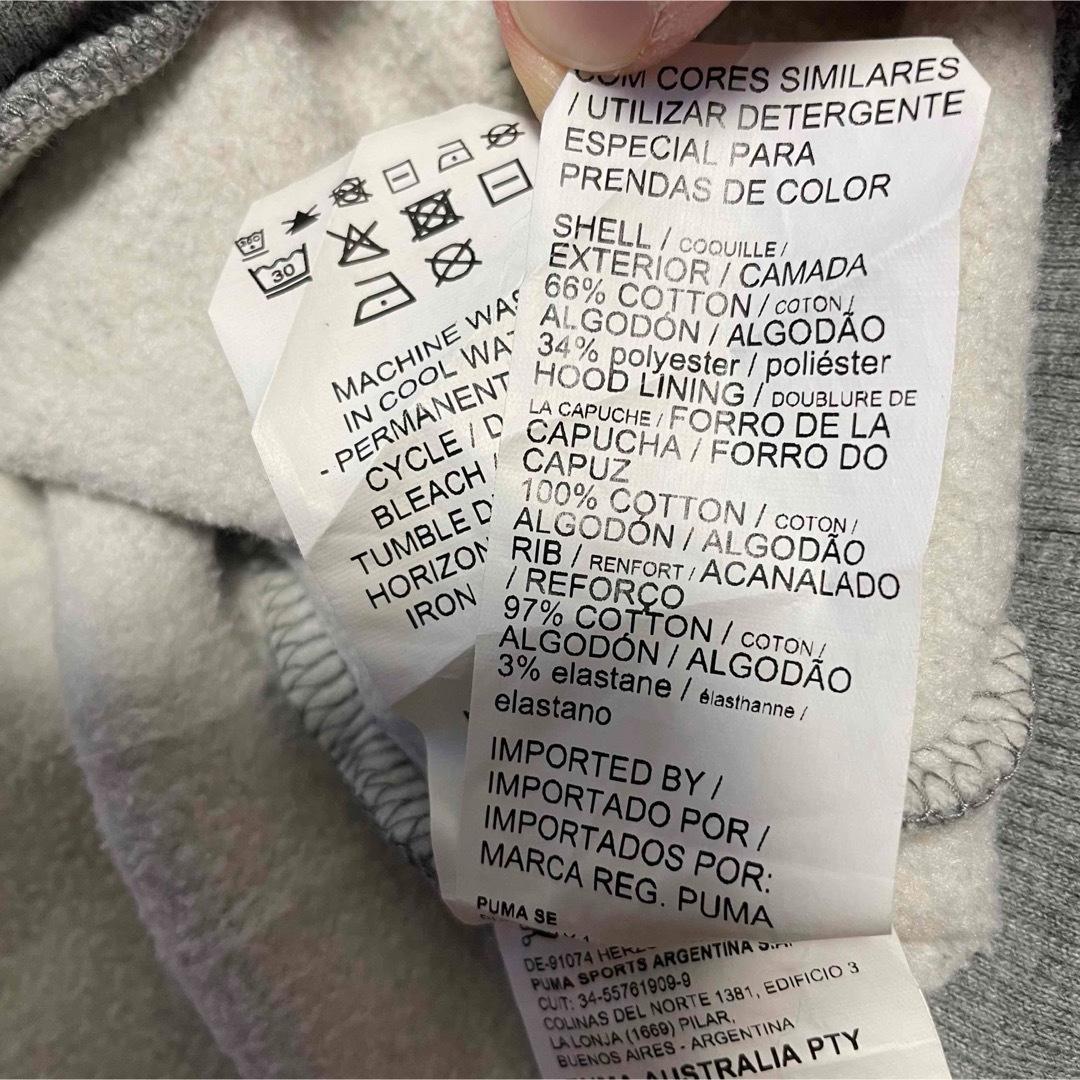 30
MACHINE
IN COOL
- PERMANENT
CYCLE /
BLEACH
TUMBLE
HORIZON
IRON
COM CORES SIMILARES
/ UTILIZAR DETERGENTE
ESPECIAL PARA
PRENDAS DE COLOR
SHELL / COQUILLE /
EXTERIOR / CAMADA
66% COTTON / COTON /
ALGODÓN / ALGODÃO
34% polyester / poliéster
HOOD LINING / DOUBLURE DE
LA CAPUCHE / FORRO DE LA
CAPUCHA / FORRO DO
CAPUZ
100% COTTON / COTON /
ALGODÓN / ALGODÃO
RIB / RENFORT / ACANALADO
/ REFORÇO
97% COTTON / COTON /
ALGODÓN / ALGODÃO
3% elastane / élasthanne /
elastano
IMPORTED BY /
IMPORTADO POR /
IMPORTADOS POR:
MARCA REG. PUMA
PUMA SE
DE-91074
PUMA SPORTS ARGENTINA S.A.
CUIT: 34-55761909-9
COLINAS DEL NORTE 1381, EDIFICIO 3
LA LONJA (1669) PILAR,
BUENOS AIRES - ARGENTINA
AUSTRALIA PTY